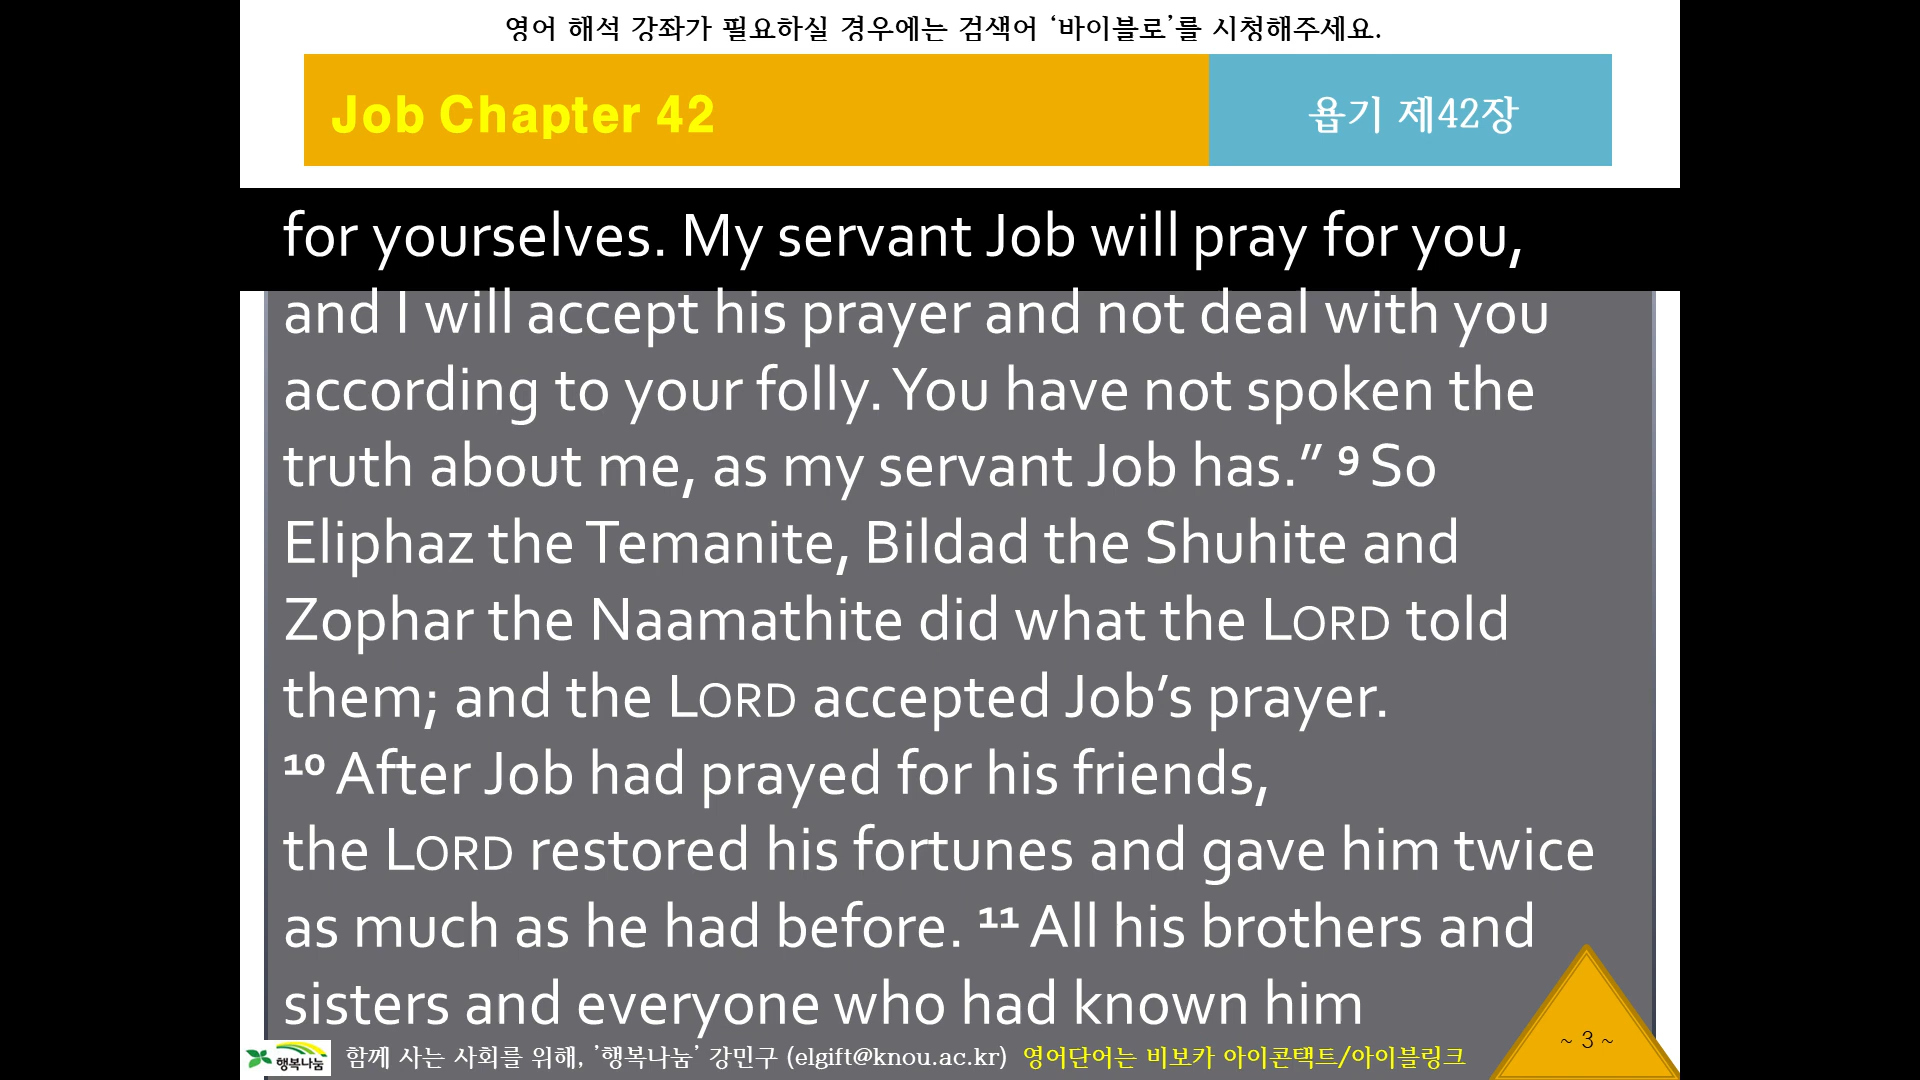 영어 해석 강좌가 필요하실 경우에는 검색어 ‘바이블로’를 시청해주세요.
Job Chapter 42
욥기 제42장
for yourselves. My servant Job will pray for you,
and I will accept his prayer and not deal with you
according to your folly. You have not spoken the
truth about me, as my servant Job has.” 9 So
Eliphaz the Temanite, Bildad the Shuhite and
Zophar the Naamathite did what the LORD told
them; and the LORD accepted Job’s prayer.
10 After Job had prayed for his friends,
the LORD restored his fortunes and gave him twice
as much as he had before. 11 All his brothers and
sisters and everyone who had known him
~ 3 ~
행복나눔 함께 사는 사회를 위해, ’행복나눔’ 강민구 (elgift@knou.ac.kr) 영어단어는 비보카 아이콘택트/아이블링크